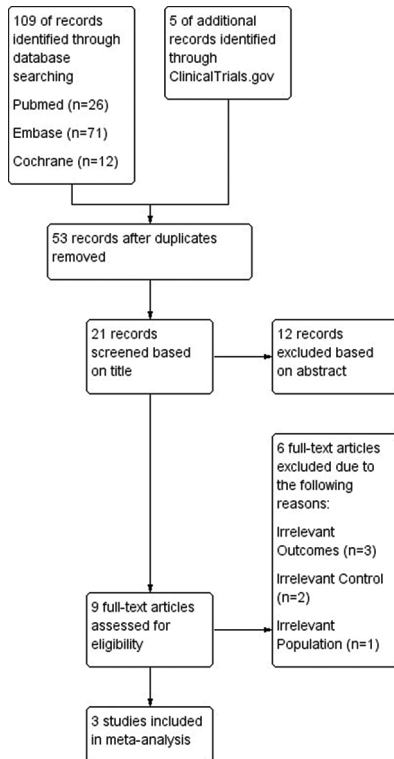 109 of records
identified through
database
searching
Pubmed (n=26)
Embase (n=71)
Cochrane (n=12)
5 of additional
records identified
through
ClinicalTrials.gov
53 records after duplicates
removed
21 records
screened based
on title
12 records
excluded based
on abstract
6 full-text articles
excluded due to
the following
reasons:
Irrelevant
Outcomes (n=3)
Irrelevant Control
(n=2)
Irrelevant
Population (n=1)
9 full-text articles
assessed for
eligibility
3 studies included
in meta-analysis